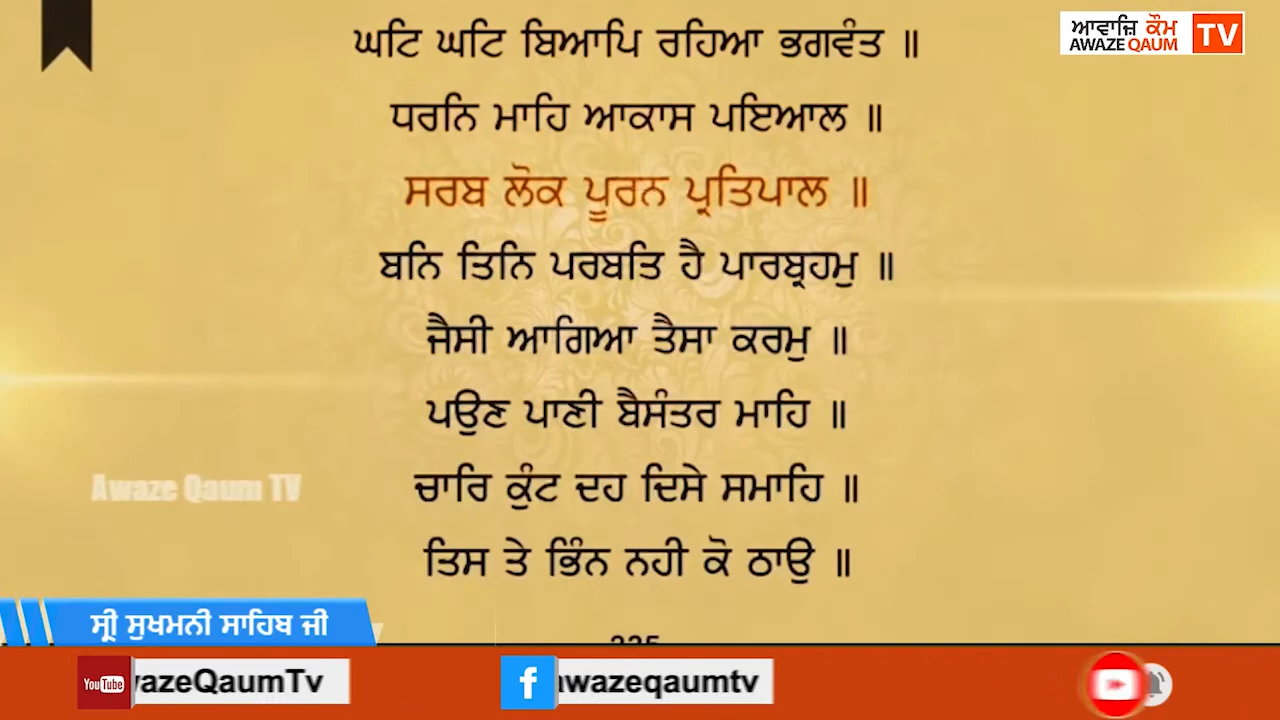 ਆਵਾਜ਼ਿ ਕੌਮ
AWAZE QAUM TV
ਘਟਿ ਘਟਿ ਬਿਆਪਿ ਰਹਿਆ ਭਗਵੰਤ ॥
ਧਰਨਿ ਮਾਹਿ ਆਕਾਸ ਪਇਆਲ ॥
ਸਰਬ ਲੋਕ ਪੂਰਨ ਪ੍ਰਤਿਪਾਲ ॥
ਬਨਿ ਤਿਨਿ ਪਰਬਤਿ ਹੈ ਪਾਰਬ੍ਰਹਮੁ ॥
ਜੈਸੀ ਆਗਿਆ ਤੈਸਾ ਕਰਮੁ ॥
ਪਉਣ ਪਾਣੀ ਬੈਸੰਤਰ ਮਾਹਿ ॥
ਚਾਰਿ ਕੁੰਟ ਦਹ ਦਿਸੇ ਸਮਾਹਿ ॥
ਤਿਸ ਤੇ ਭਿੰਨ ਨਹੀ ਕੋ ਠਾਉ ॥
Awaze Qaum TV
ਸ੍ਰੀ ਸੁਖਮਨੀ ਸਾਹਿਬ ਜੀ
YouTube azeQaumTv
f awazeqaumtv